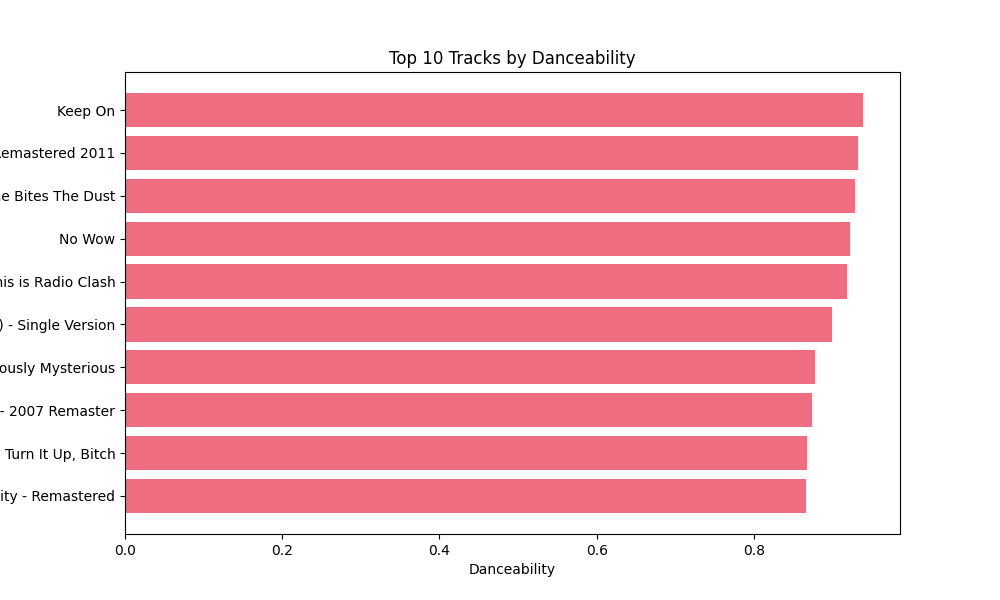 Top 10 Tracks by Danceability
Keep On
Remastered 2011
Bites The Dust
No Wow
is Radio Clash
) - Single Version
Mysterious
- 2007 Remaster
Turn It Up, Bitch
- Remastered
0.0 0.2 0.4 0.6 0.8
Danceability